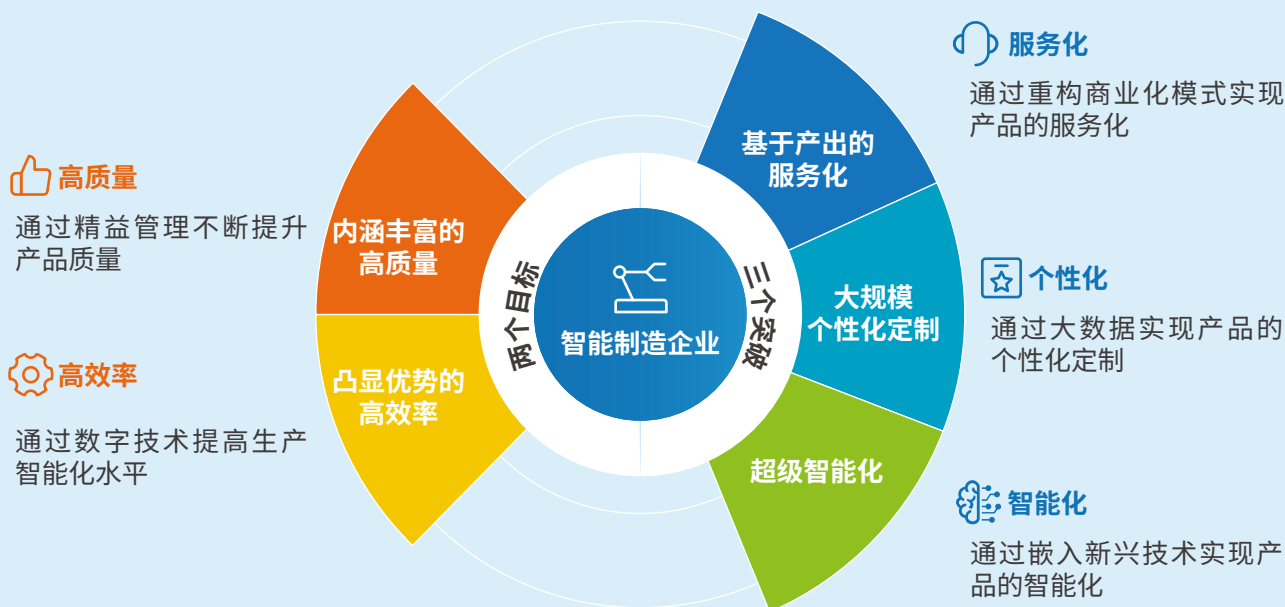 高质量
通过精益管理不断提升
产品质量
高效率
通过数字技术提高生产
智能化水平
内涵丰富的
高质量
凸显优势的
高效率
两个目标
智能制造企业
三个突破
基于产出的
服务化
大规模
个性化定制
超级智能化
服务化
通过重构商业化模式实现
产品的服务化
个性化
通过大数据实现产品的
个性化定制
智能化
通过嵌入新兴技术实现产
品的智能化